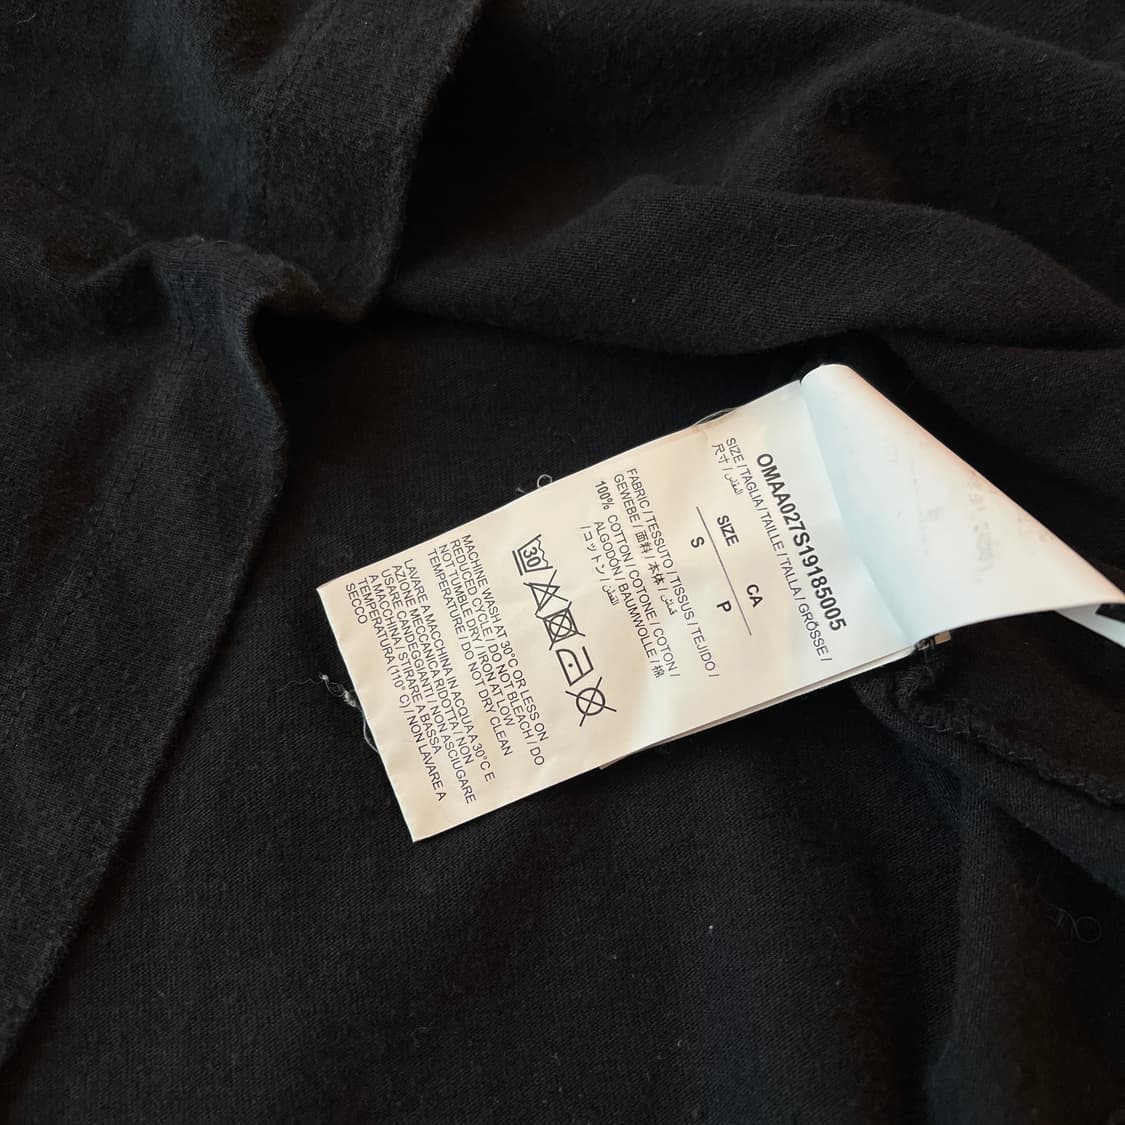 OMAA027S19185005
SIZE / TAGLIA / TAILLE / TALLA / GRÖSSE /
尺寸 / المقاس
SIZE CA
S P
FABRIC / TESSUTO / TISSUS / TEJIDO /
GEWEBE / 面料 / 本体 / قماش /
100% COTTON / COTONE / COTON /
ALGODÓN / BAUMWOLLE / 棉
/ コットン / القطن
30
MACHINE WASH AT 30°C OR LESS ON
REDUCED CYCLE / DO NOT BLEACH / DO
NOT TUMBLE DRY / IRON AT LOW
TEMPERATURE / DO NOT DRY CLEAN
LAVARE A MACCHINA IN ACQUA A 30°C E
AZIONE MECCANICA RIDOTTA / NON
USARE CANDEGGIANTI / NON ASCIUGARE
A MACCHINA / STIRARE A BASSA
TEMPERATURA (110° C) / NON LAVARE A
SECCO